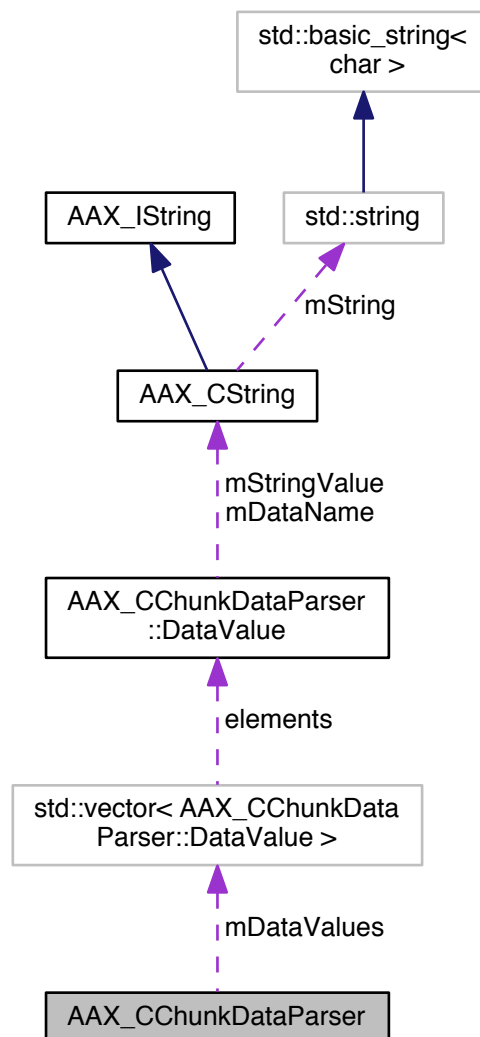 std::basic_string<
char >
AAX_IString
std::string
mString
AAX_CString
mStringValue
mDataName
AAX_CChunkDataParser
::DataValue
elements
std::vector< AAX_CChunkData
Parser::DataValue >
mDataValues
AAX_CChunkDataParser